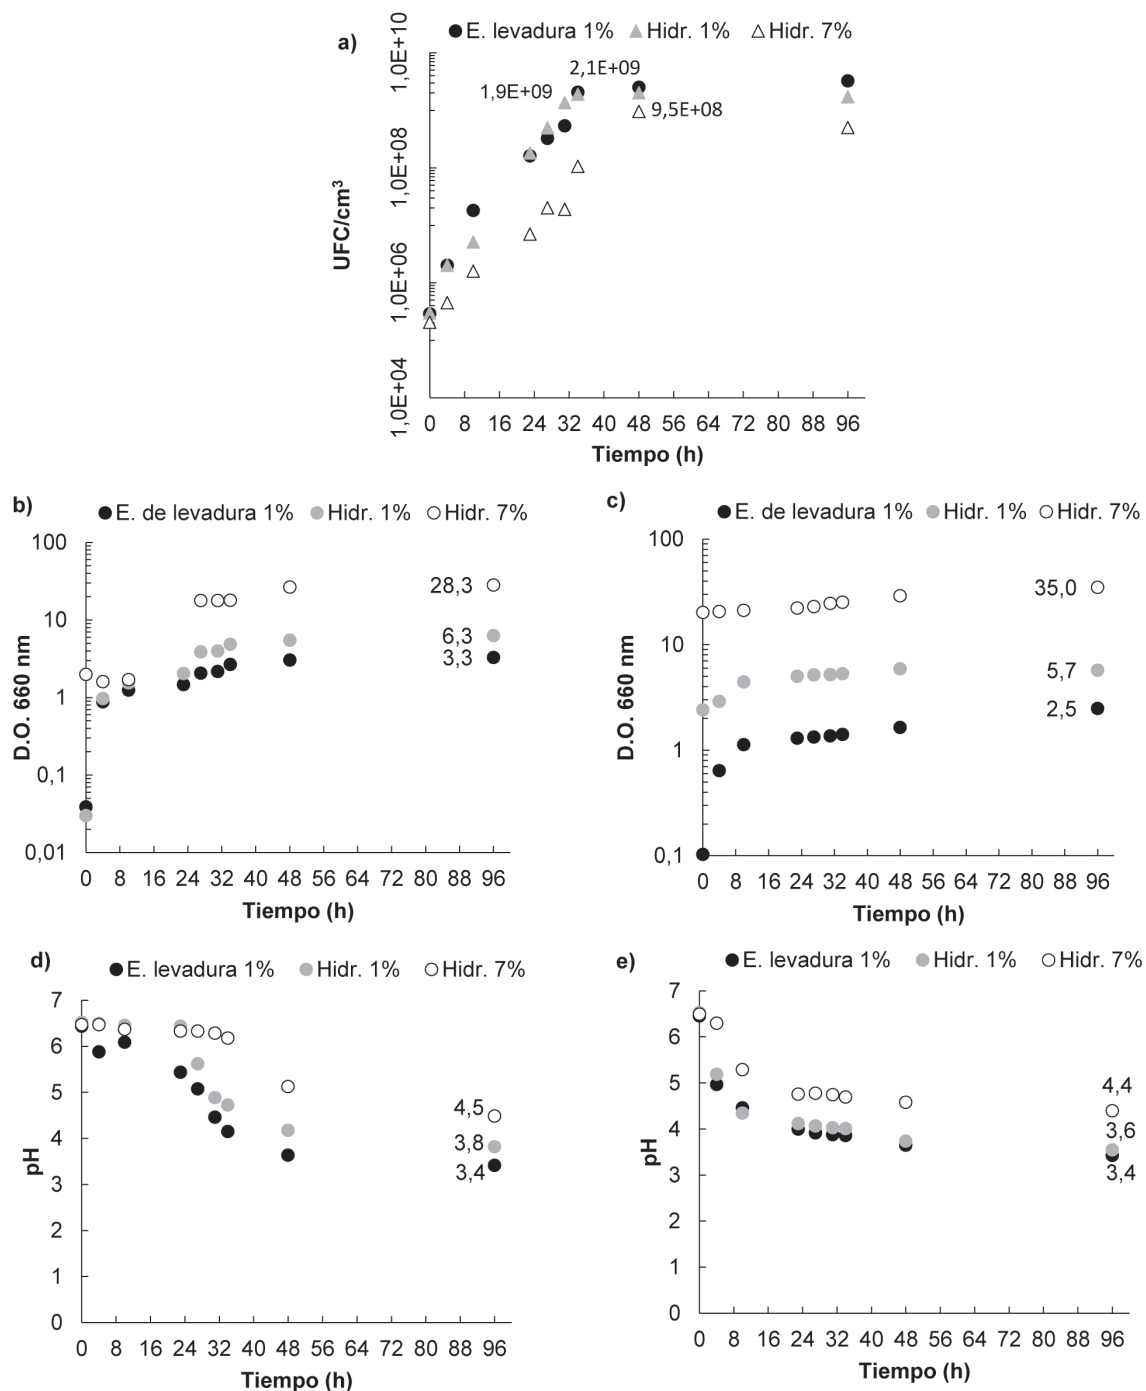 a)
● E. levadura 1% ▲ Hidr. 1% △ Hidr. 7%
UFC/cm³
1,0E+10
1,0E+08
1,0E+06
1,0E+04
2,1E+09
1,9E+09
9,5E+08
0 8 16 24 32 40 48 56 64 72 80 88 96
Tiempo (h)
b)
● E. de levadura 1% ● Hidr. 1% ○ Hidr. 7%
D.O. 660 nm
100
10
1
0,1
0,01
28,3
6,3
3,3
0 8 16 24 32 40 48 56 64 72 80 88 96
Tiempo (h)
c)
● E. de levadura 1% ● Hidr. 1% ○ Hidr. 7%
D.O. 660 nm
100
10
1
0,1
35,0
5,7
2,5
0 8 16 24 32 40 48 56 64 72 80 88 96
Tiempo (h)
d)
● E. levadura 1% ● Hidr. 1% ○ Hidr. 7%
pH
7
6
5
4
3
2
1
0
4,5
3,8
3,4
0 8 16 24 32 40 48 56 64 72 80 88 96
Tiempo (h)
e)
● E. levadura 1% ● Hidr. 1% ○ Hidr. 7%
pH
7
6
5
4
3
2
1
0
4,4
3,6
3,4
0 8 16 24 32 40 48 56 64 72 80 88 96
Tiempo (h)